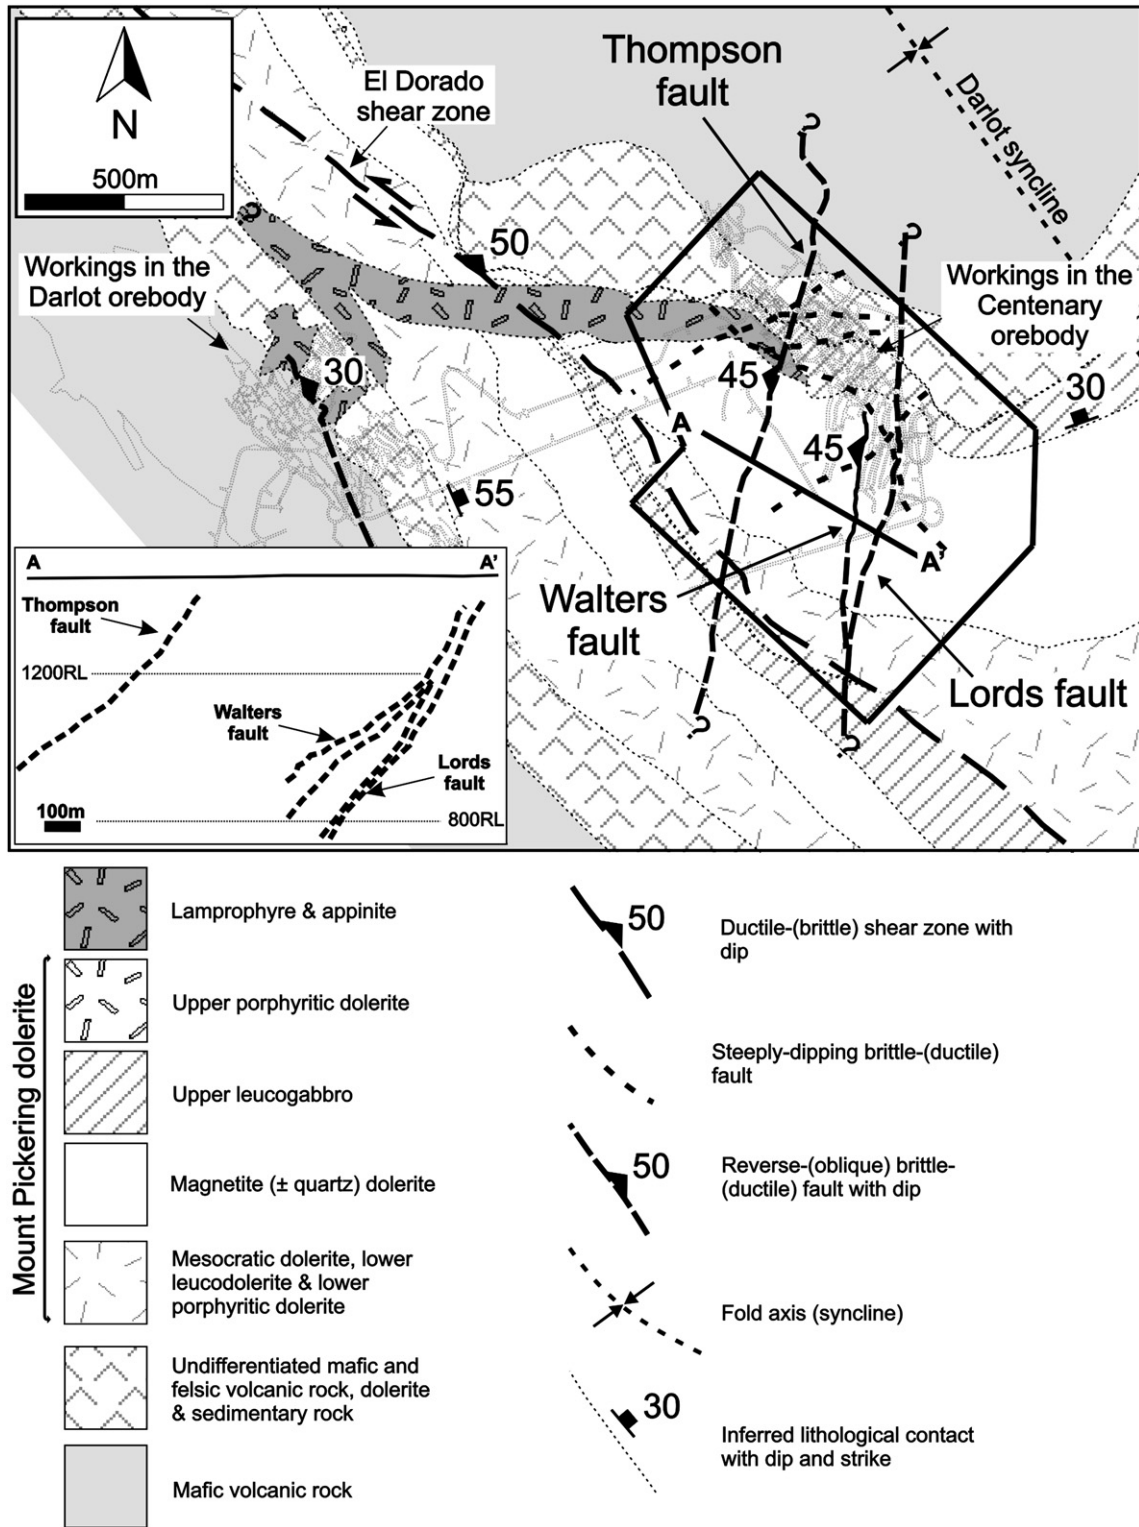 N
500m
El Dorado
shear zone
Thompson
fault
Darlot syncline
?
?
50
Workings in the
Darlot orebody
Workings in the
Centenary
orebody
30
45
30
A
45
55
A'
Walters
fault
Lords fault
?
?
A
A'
Thompson
fault
1200RL
Walters
fault
Lords
fault
100m
800RL
Mount Pickering dolerite
Lamprophyre & appinite
Upper porphyritic dolerite
Upper leucogabbro
Magnetite (± quartz) dolerite
Mesocratic dolerite, lower
leucodolerite & lower
porphyritic dolerite
Undifferentiated mafic and
felsic volcanic rock, dolerite
& sedimentary rock
Mafic volcanic rock
50
Ductile-(brittle) shear zone with
dip
Steeply-dipping brittle-(ductile)
fault
50
Reverse-(oblique) brittle-
(ductile) fault with dip
Fold axis (syncline)
30
Inferred lithological contact
with dip and strike